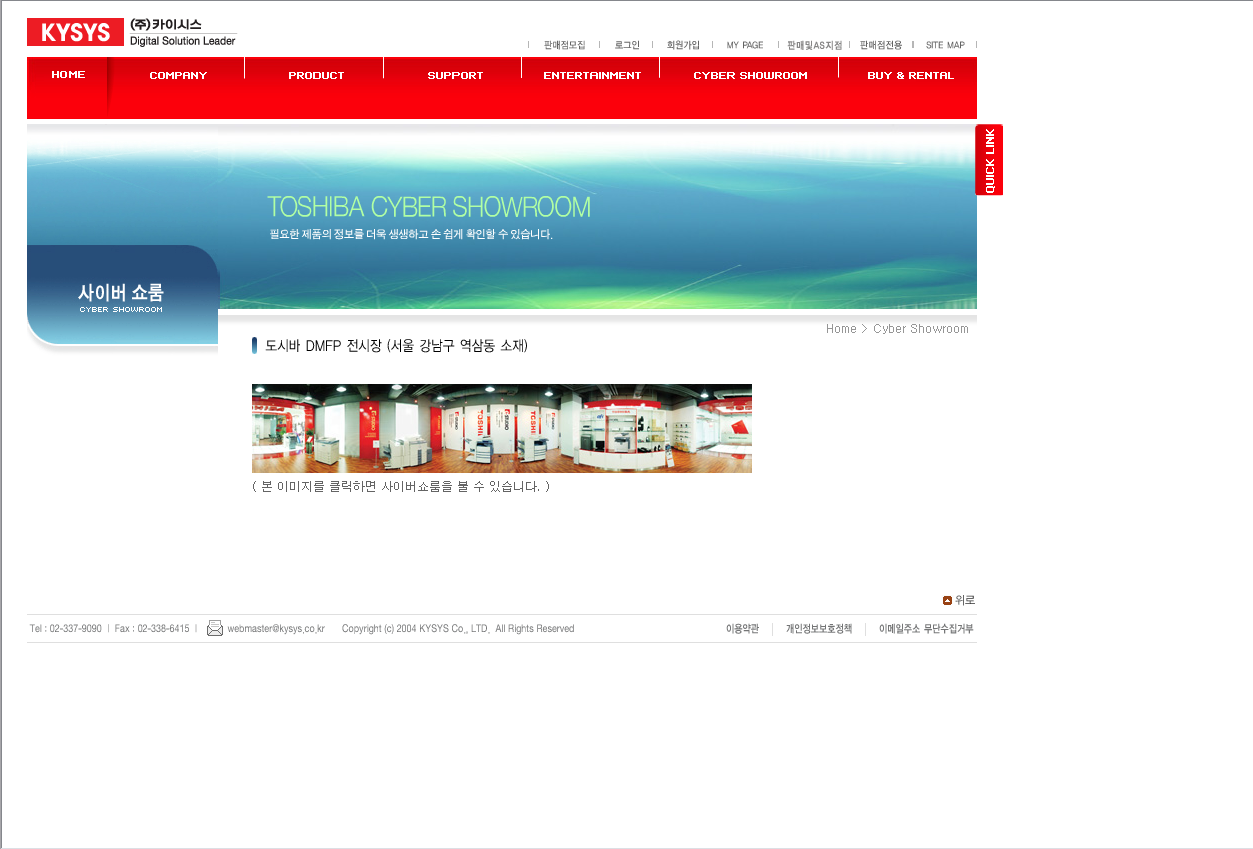 KYSYS (주)카이시스
Digital Solution Leader
판매점모집 로그인 회원가입 MY PAGE 판매및AS지점 판매점전용 SITE MAP
HOME COMPANY PRODUCT SUPPORT ENTERTAINMENT CYBER SHOWROOM BUY & RENTAL
QUICK LINK
TOSHIBA CYBER SHOWROOM
필요한 제품의 정보를 더욱 생생하고 손 쉽게 확인할 수 있습니다.
사이버 쇼룸
CYBER SHOWROOM
Home > Cyber Showroom
도시바 DMFP 전시장 (서울 강남구 역삼동 소재)
( 본 이미지를 클릭하면 사이버쇼룸을 볼 수 있습니다. )
위로
Tel : 02-337-9090 | Fax : 02-338-6415 | webmaster@kysys.co.kr Copyright (c) 2004 KYSYS Co., LTD. All Rights Reserved
이용약관 | 개인정보보호정책 | 이메일주소 무단수집거부